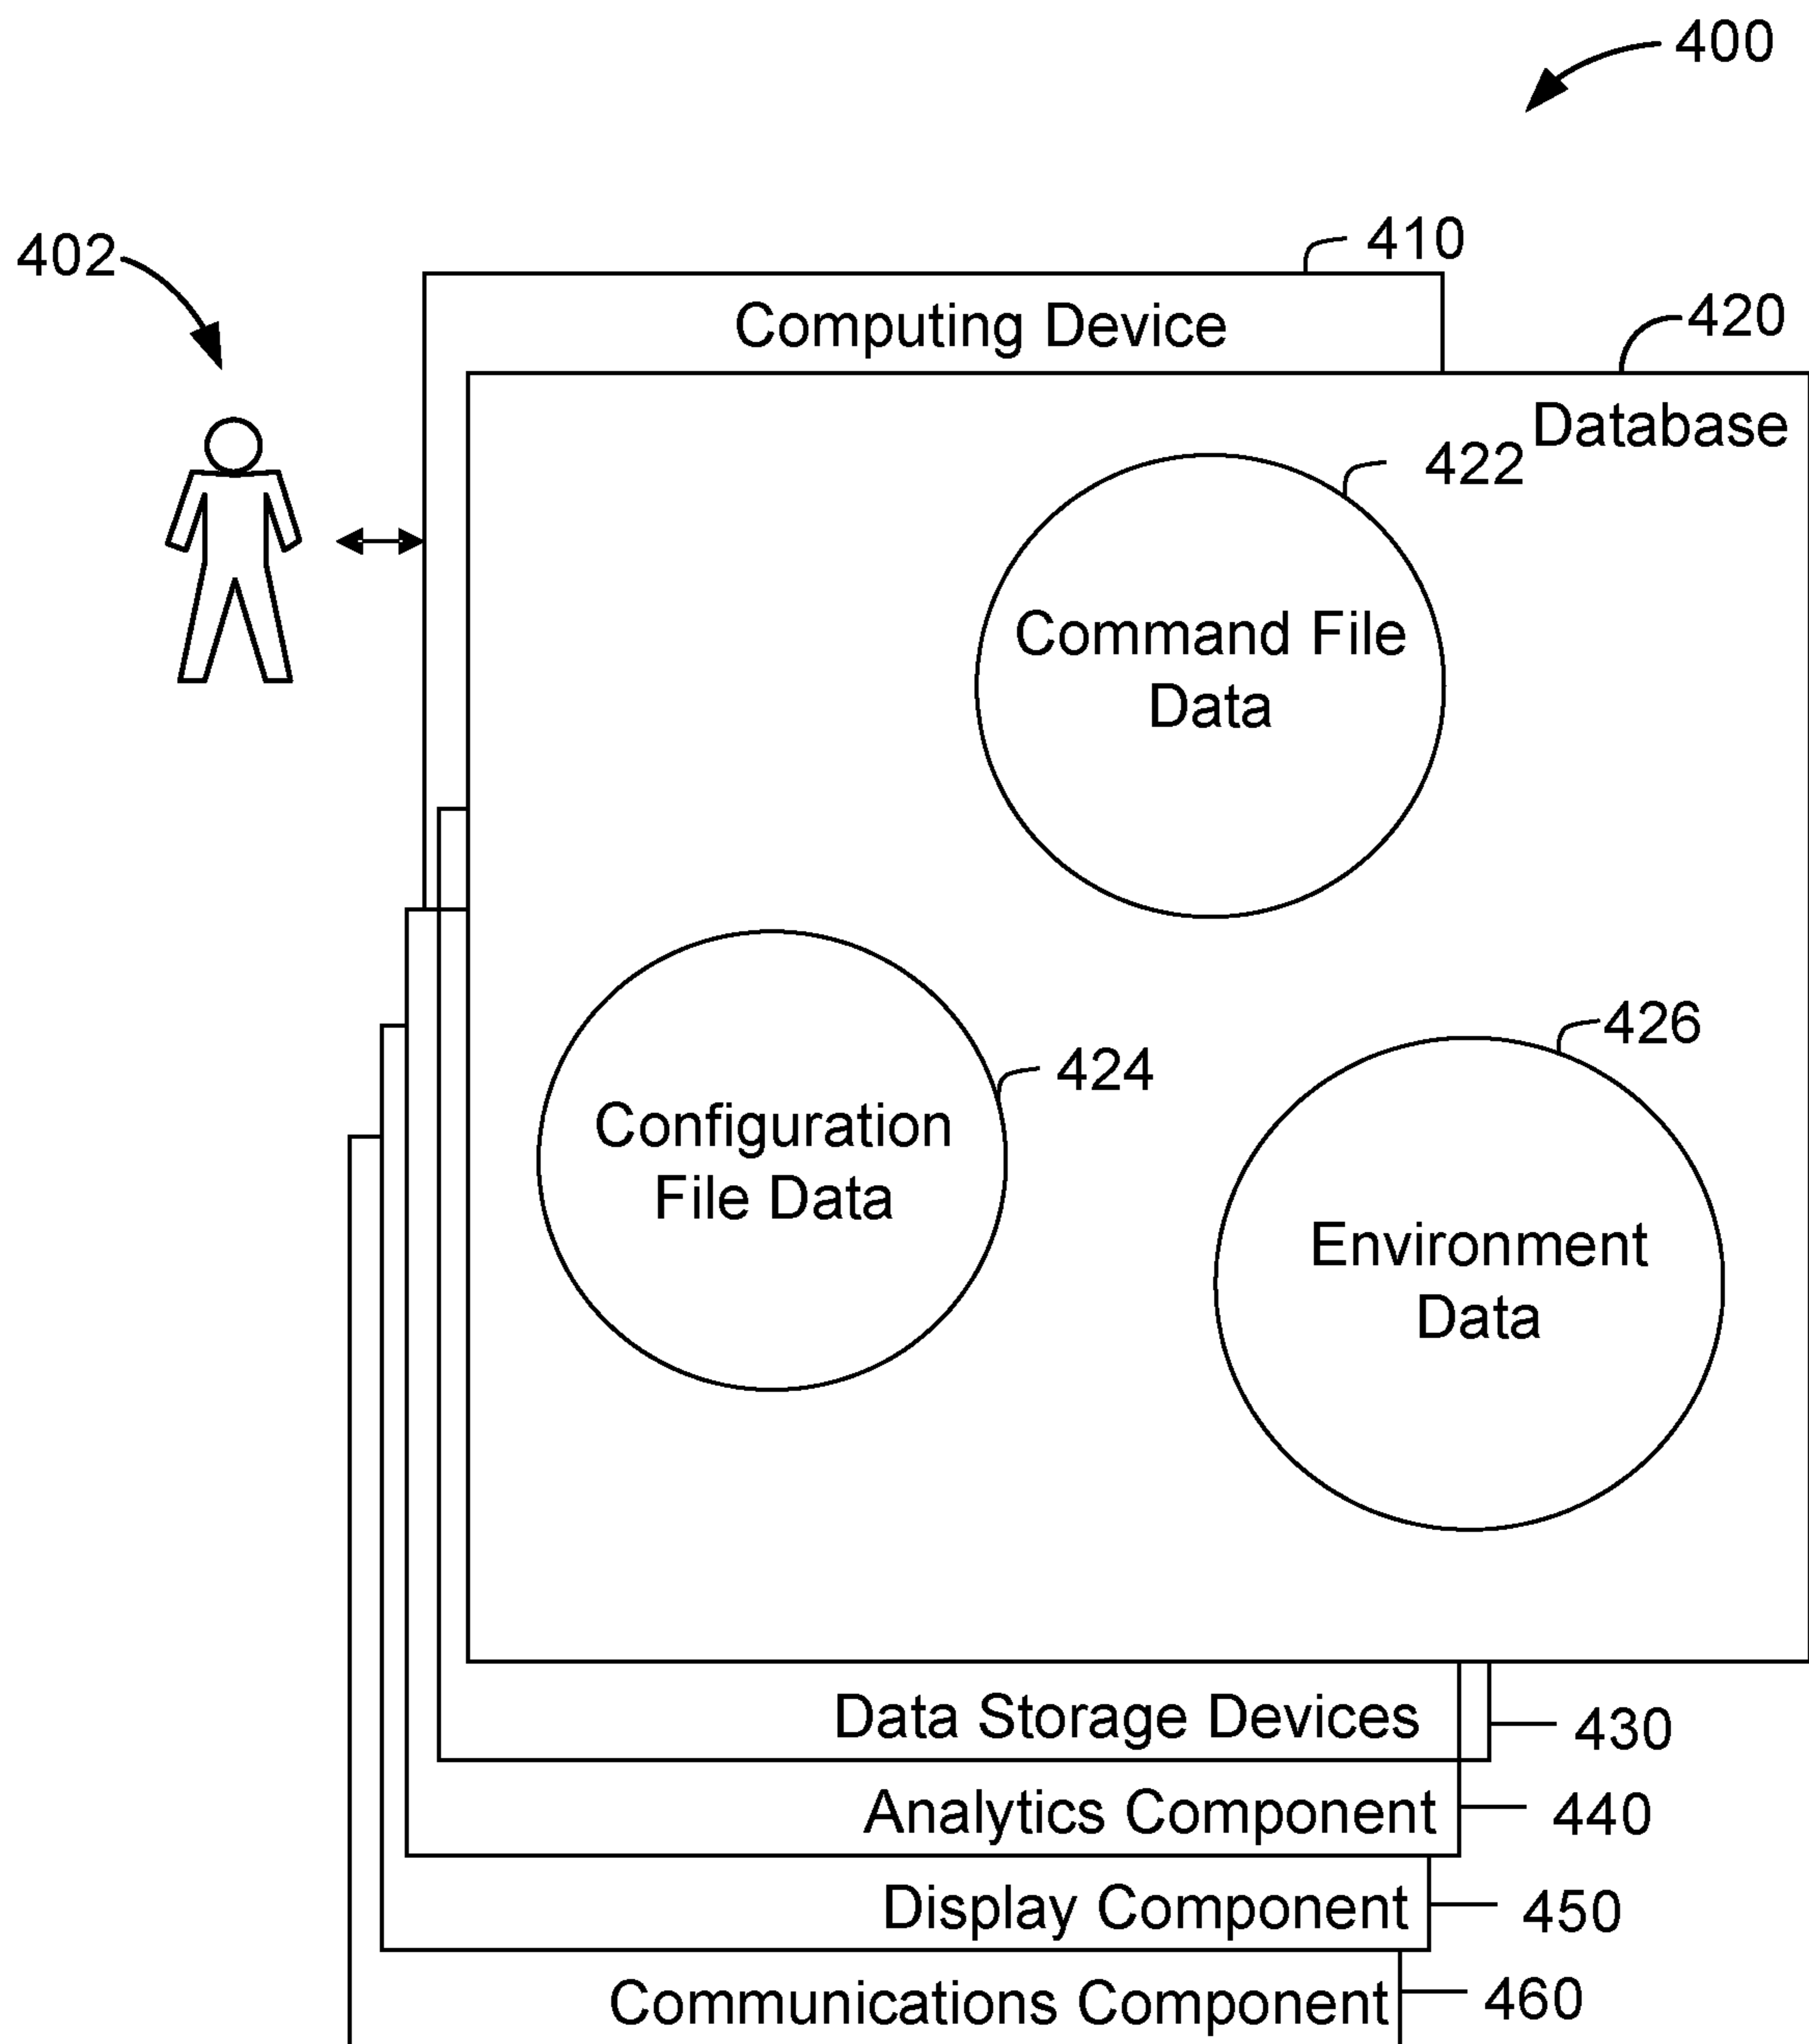 400
402
410
Computing Device
420
Database
422
Command File
Data
424
Configuration
File Data
426
Environment
Data
Data Storage Devices
430
Analytics Component
440
Display Component
450
Communications Component
460